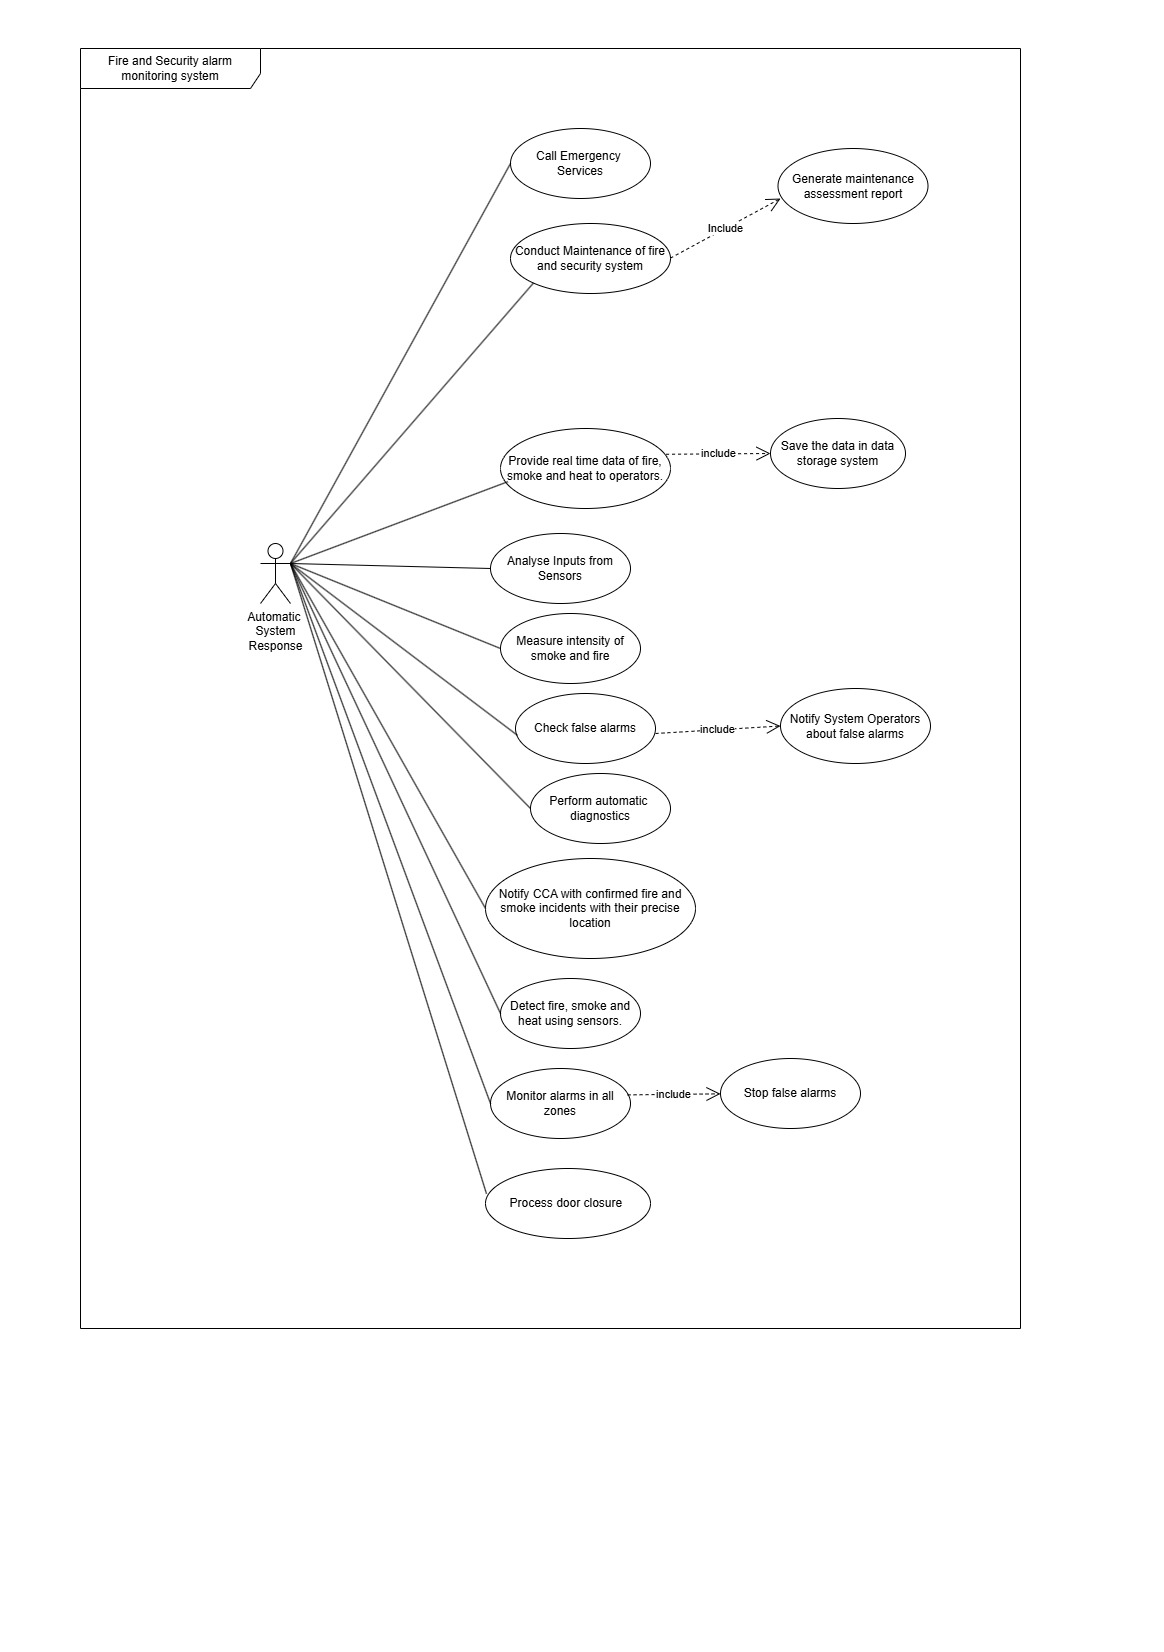 Fire and Security alarm
monitoring system
Call Emergency
Services
Generate maintenance
assessment report
Include
Conduct Maintenance of fire
and security system
Provide real time data of fire,
smoke and heat to operators.
include
Save the data in data
storage system
Analyse Inputs from
Sensors
Automatic
System
Response
Measure intensity of
smoke and fire
Check false alarms
include
Notify System Operators
about false alarms
Perform automatic
diagnostics
Notify CCA with confirmed fire and
smoke incidents with their precise
location
Detect fire, smoke and
heat using sensors.
Monitor alarms in all
zones
include
Stop false alarms
Process door closure